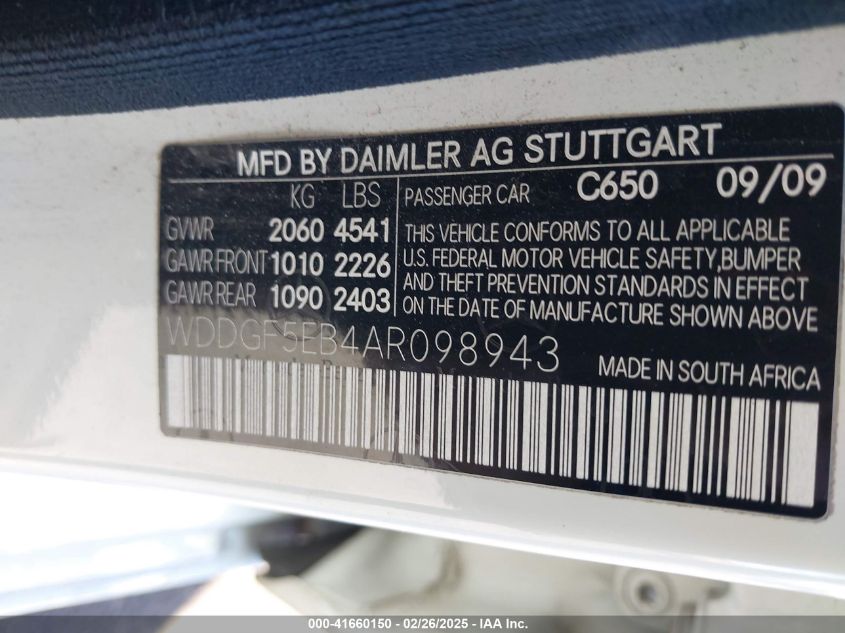 MFD BY DAIMLER AG STUTTGART
KG LBS
GVWR 2060 4541
GAWR FRONT 1010 2226
GAWR REAR 1090 2403
PASSENGER CAR C650 09/09
THIS VEHICLE CONFORMS TO ALL APPLICABLE
U.S. FEDERAL MOTOR VEHICLE SAFETY, BUMPER
AND THEFT PREVENTION STANDARDS IN EFFECT
ON THE DATE OF MANUFACTURE SHOWN ABOVE
WDDGF5EB4AR098943
MADE IN SOUTH AFRICA
000-41660150 - 02/26/2025 - IAA Inc.